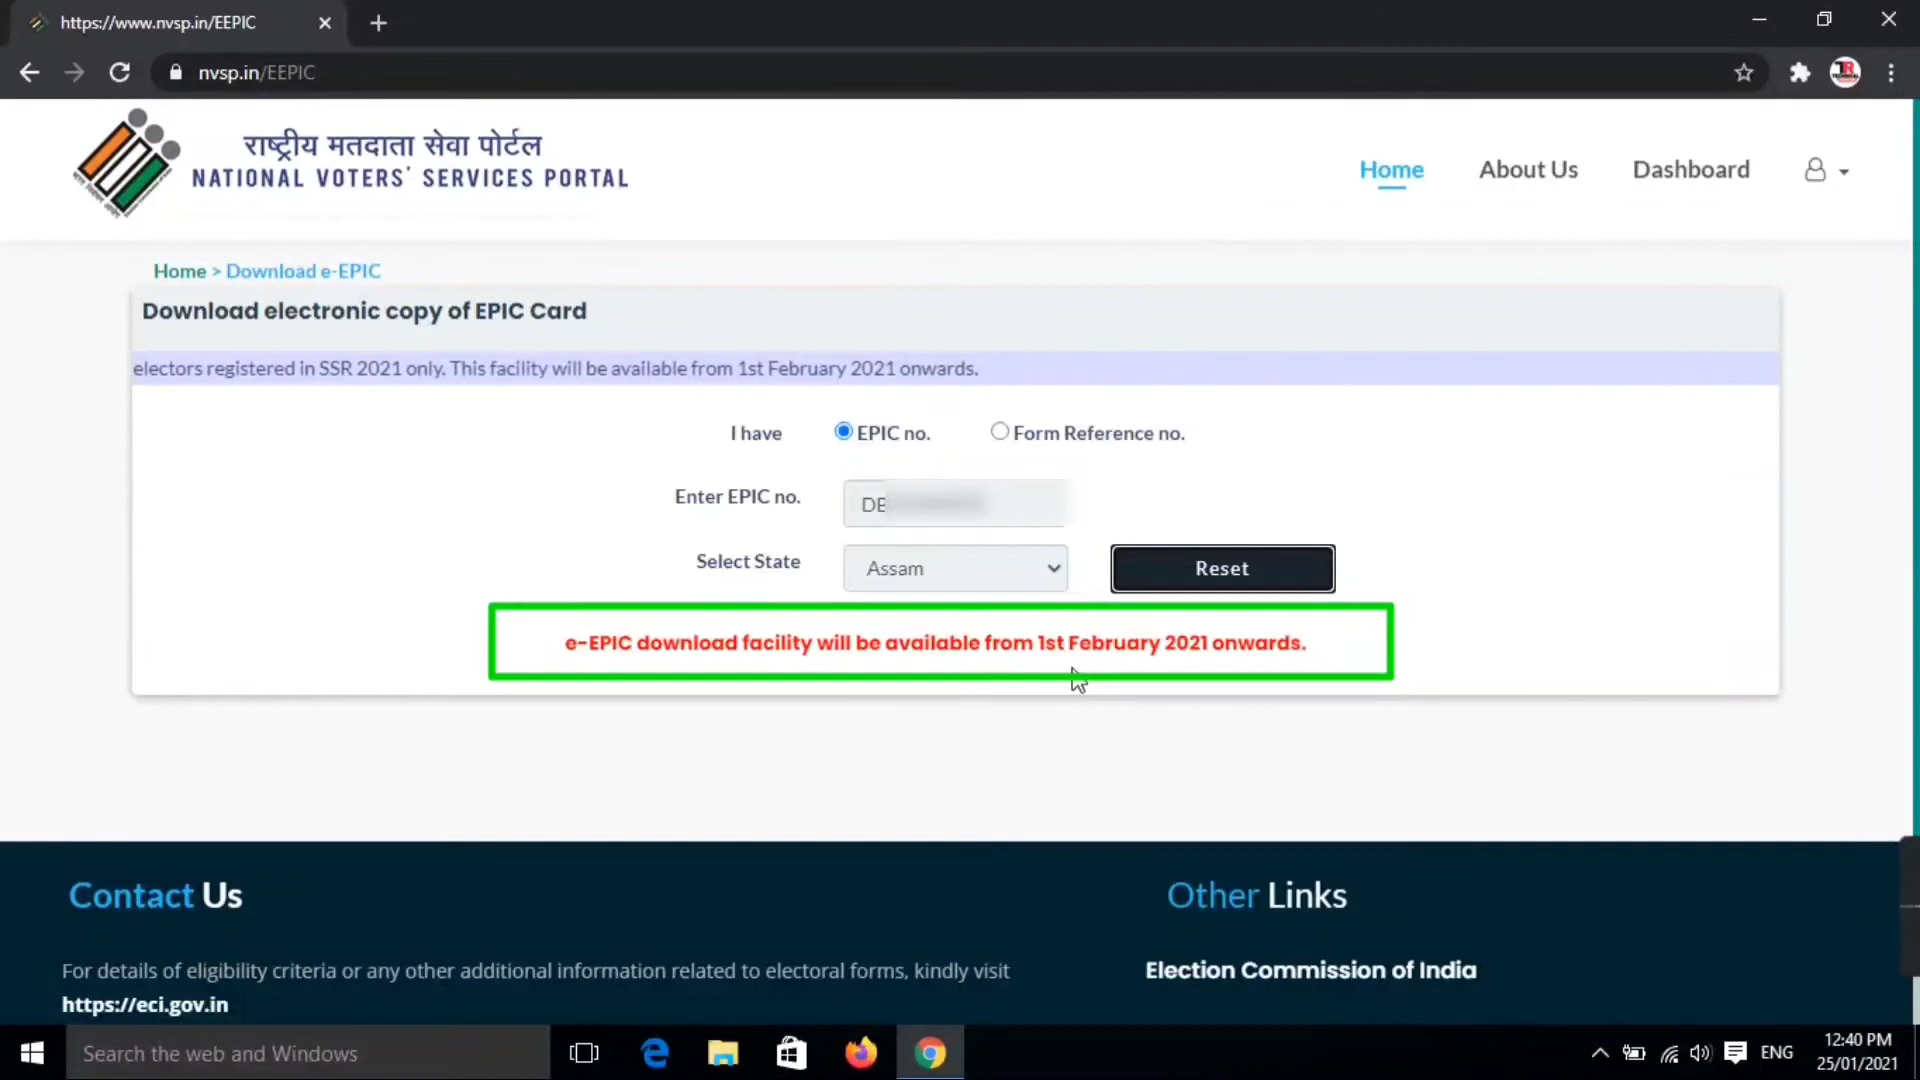 https://www.nvsp.in/EEPIC
nvsp.in/EEPIC
राष्ट्रीय मतदाता सेवा पोर्टल
NATIONAL VOTERS' SERVICES PORTAL
Home
About Us
Dashboard
Home > Download e-EPIC
Download electronic copy of EPIC Card
electors registered in SSR 2021 only. This facility will be available from 1st February 2021 onwards.
I have EPIC no. Form Reference no.
Enter EPIC no. DB
Select State Assam Reset
e-EPIC download facility will be available from 1st February 2021 onwards.
Contact Us
For details of eligibility criteria or any other additional information related to electoral forms, kindly visit
https://eci.gov.in
Other Links
Election Commission of India
Search the web and Windows
ENG
12:40 PM
25/01/2021